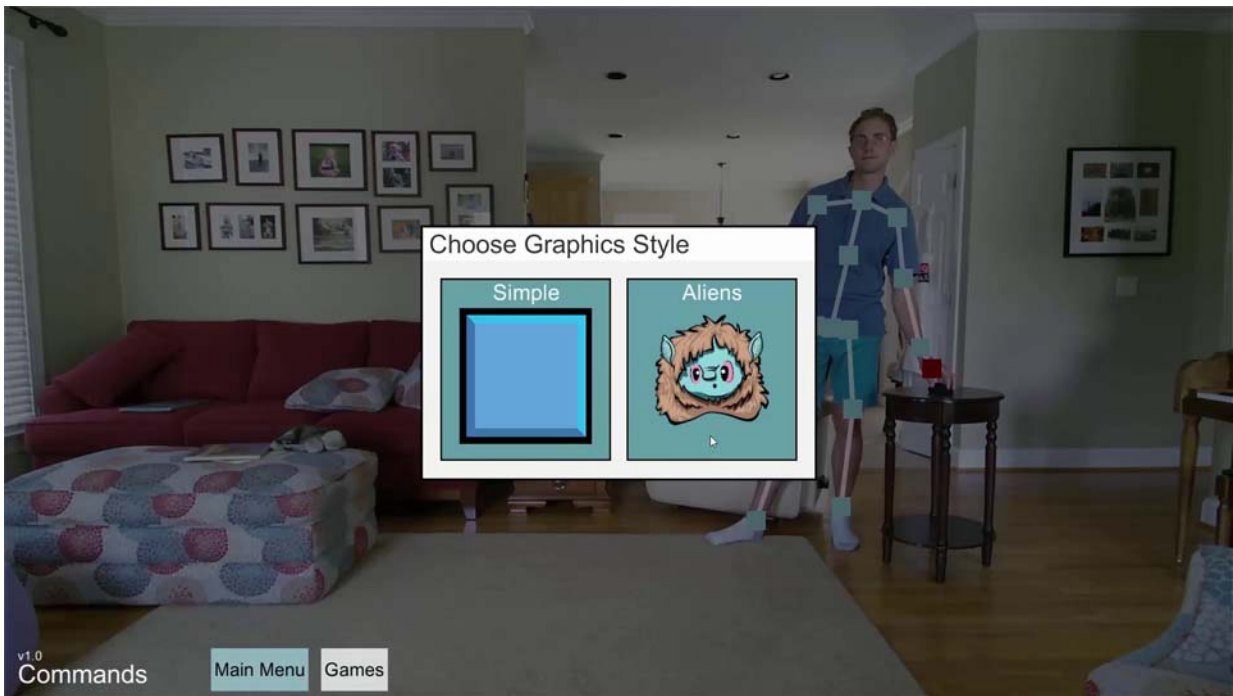 Choose Graphics Style
Simple
Aliens
v1.0
Commands
Main Menu
Games